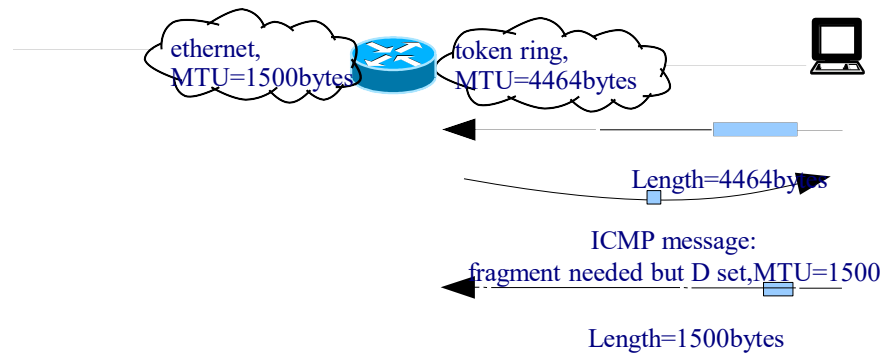 ethernet,
MTU=1500bytes
token ring,
MTU=4464bytes
Length=4464bytes
ICMP message:
fragment needed but D set,MTU=1500
Length=1500bytes